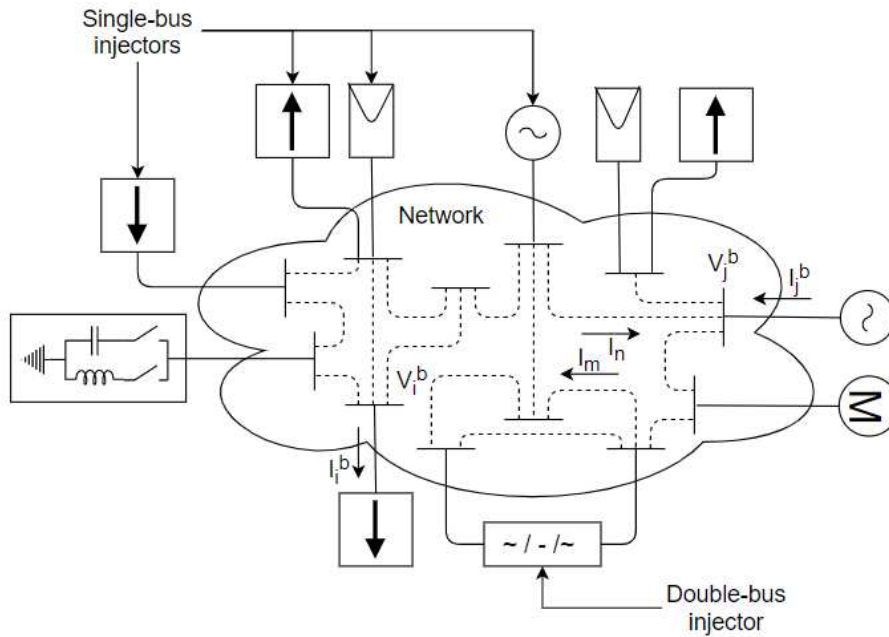 Single-bus
injectors
Network
V_j^b
I_j^b
I_n
I_m
V_i^b
I_i^b
M
~ / - /~
Double-bus
injector